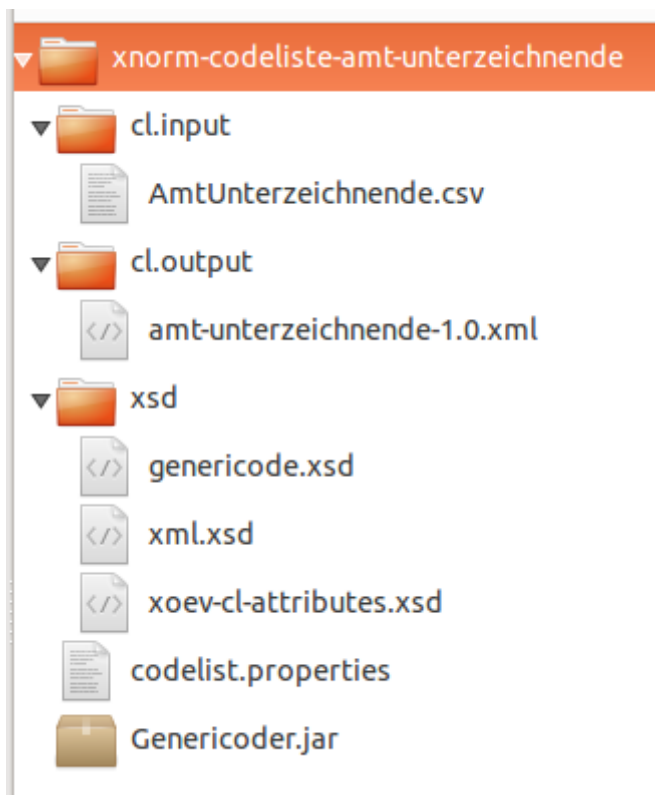 xnorm-codeliste-amt-unterzeichnende
cl.input
AmtUnterzeichnende.csv
cl.output
amt-unterzeichnende-1.0.xml
xsd
genericode.xsd
xml.xsd
xoev-cl-attributes.xsd
codelist.properties
Genericoder.jar